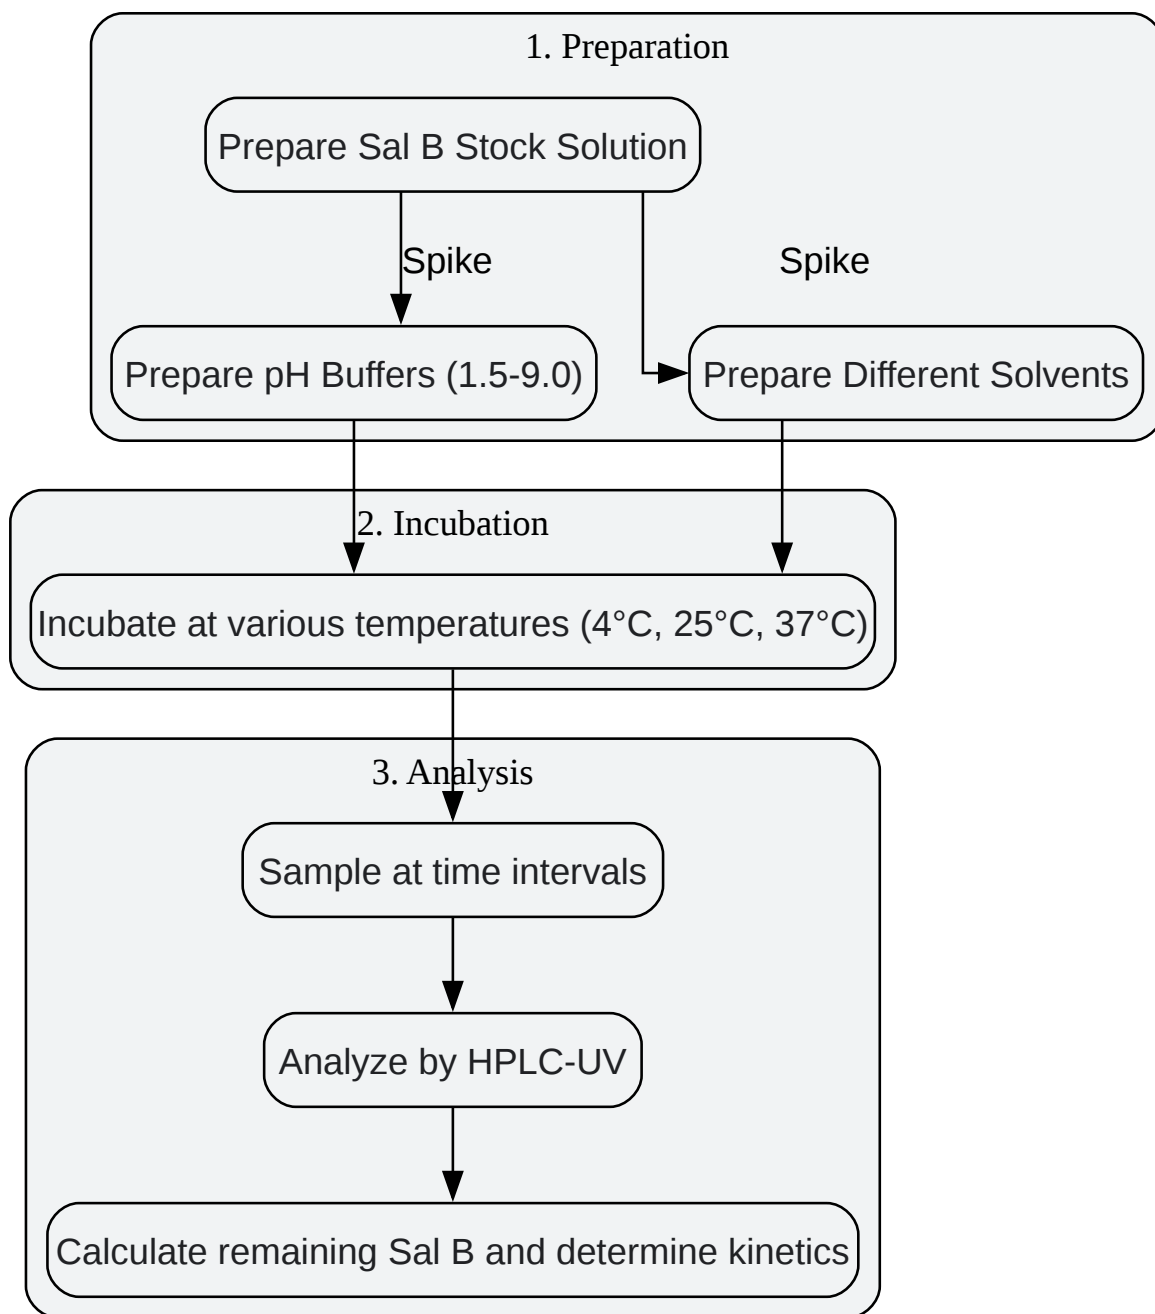 1. Preparation
Prepare Sal B Stock Solution
Spike
Spike
Prepare pH Buffers (1.5-9.0)
Prepare Different Solvents
2. Incubation
Incubate at various temperatures (4°C, 25°C, 37°C)
3. Analysis
Sample at time intervals
Analyze by HPLC-UV
Calculate remaining Sal B and determine kinetics